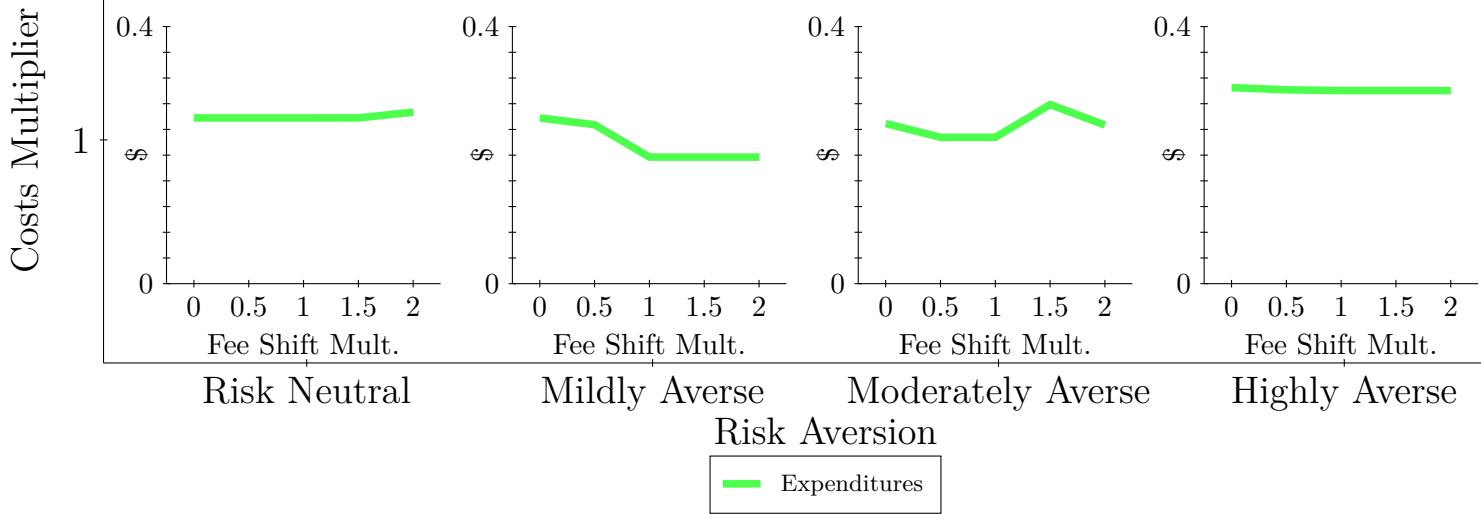 Costs Multiplier
1
0.4
$
0
0 0.5 1 1.5 2
Fee Shift Mult.
0.4
$
0
0 0.5 1 1.5 2
Fee Shift Mult.
0.4
$
0
0 0.5 1 1.5 2
Fee Shift Mult.
0.4
$
0
0 0.5 1 1.5 2
Fee Shift Mult.
Risk Neutral
Mildly Averse
Moderately Averse
Highly Averse
Risk Aversion
Expenditures